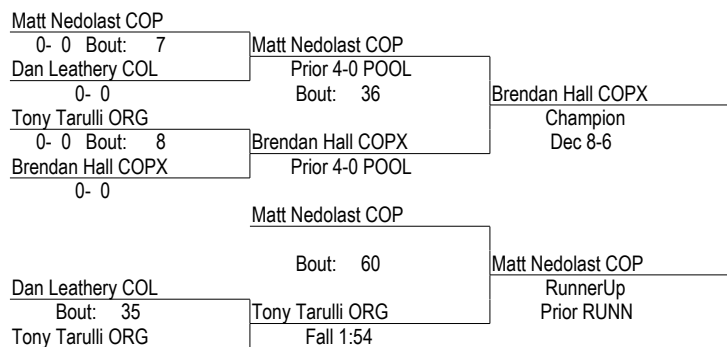 Matt Nedolast COP
0- 0 Bout: 7
Matt Nedolast COP
Dan Leathery COL
Prior 4-0 POOL
0- 0
Bout: 36
Brendan Hall COPX
Tony Tarulli ORG
Champion
0- 0 Bout: 8
Brendan Hall COPX
Dec 8-6
Brendan Hall COPX
Prior 4-0 POOL
0- 0
Matt Nedolast COP
Bout: 60
Matt Nedolast COP
Dan Leathery COL
RunnerUp
Bout: 35
Tony Tarulli ORG
Prior RUNN
Tony Tarulli ORG
Fall 1:54